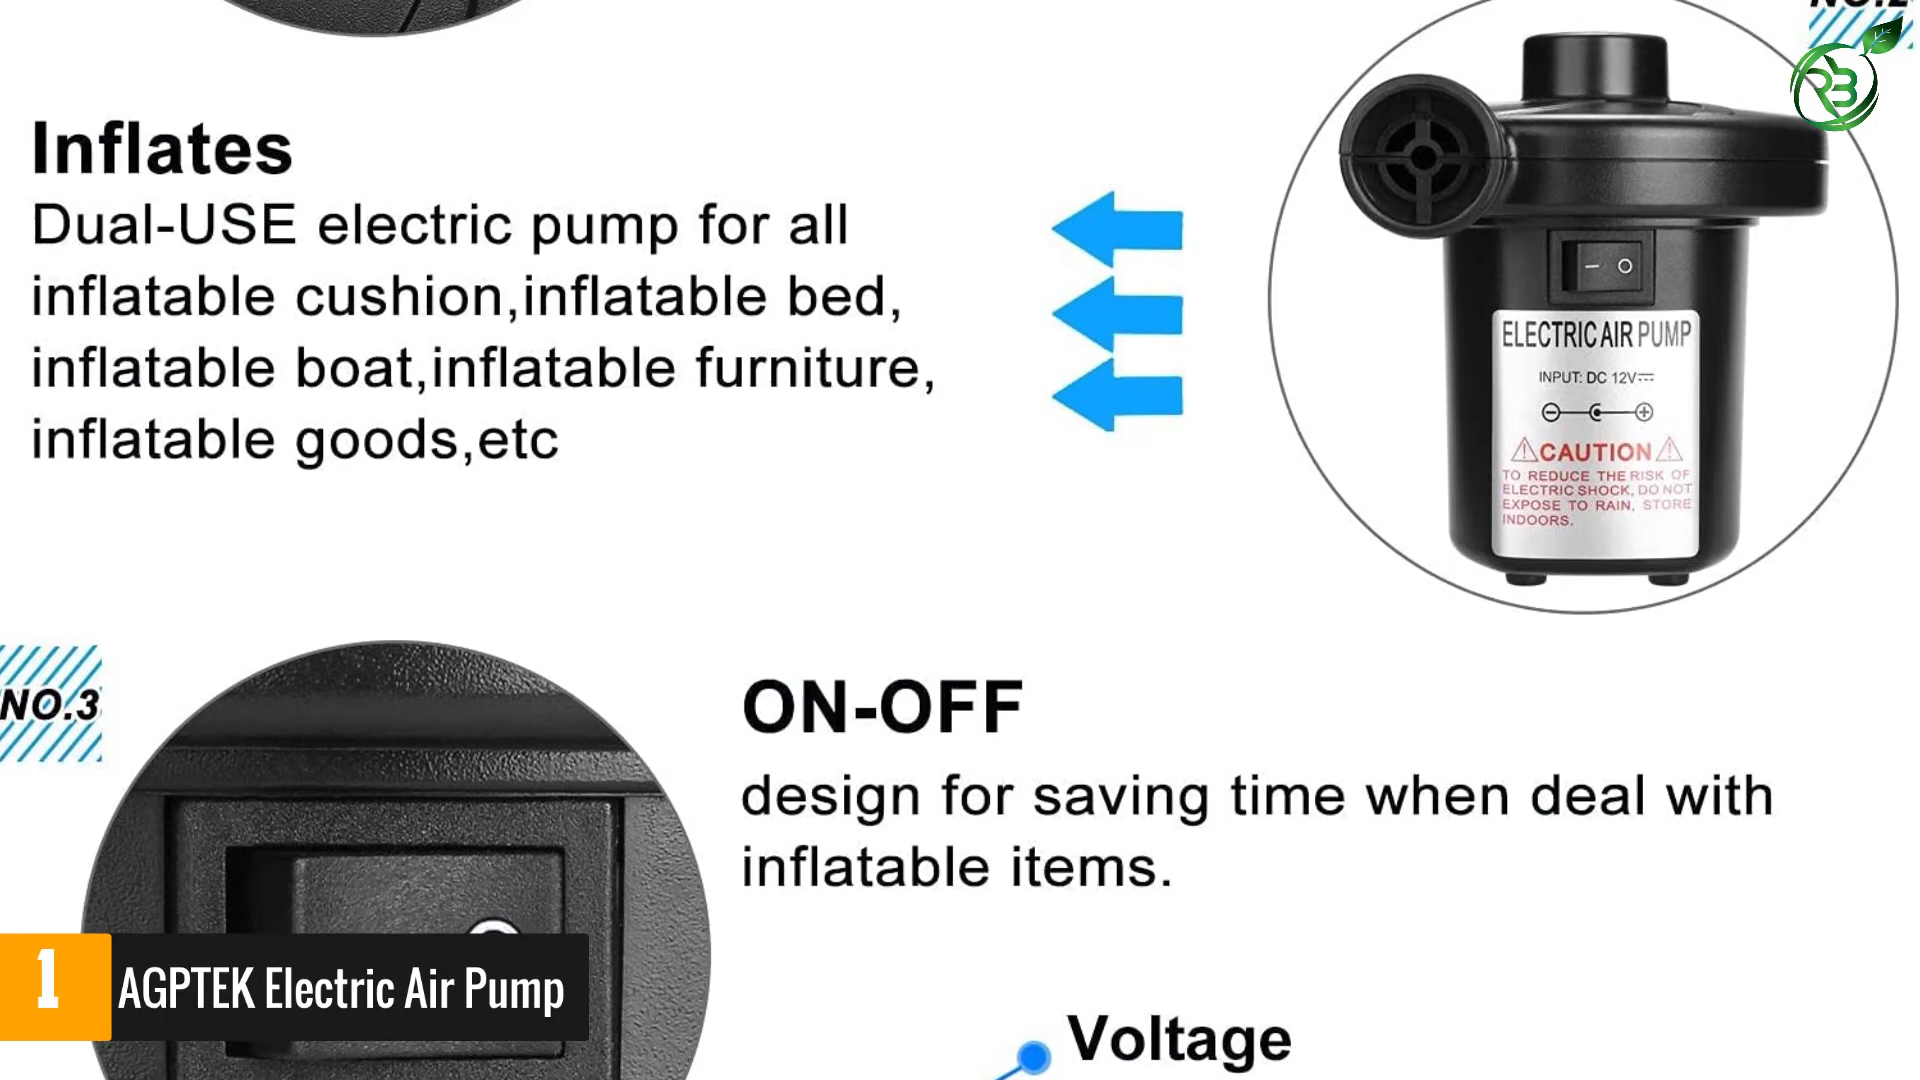 NO.2
Inflates
Dual-USE electric pump for all
inflatable cushion,inflatable bed,
inflatable boat,inflatable furniture,
inflatable goods,etc
RB
ELECTRIC AIR PUMP
INPUT: DC 12V
CAUTION
TO REDUCE THE RISK OF
ELECTRIC SHOCK, DO NOT
EXPOSE TO RAIN, STORE
INDOORS.
NO.3
ON-OFF
design for saving time when deal with
inflatable items.
1 AGPTEK Electric Air Pump
Voltage